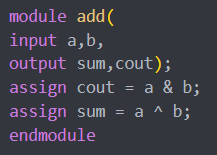 module add(
input a,b,
output sum,cout);
assign cout = a & b;
assign sum = a ^ b;
endmodule